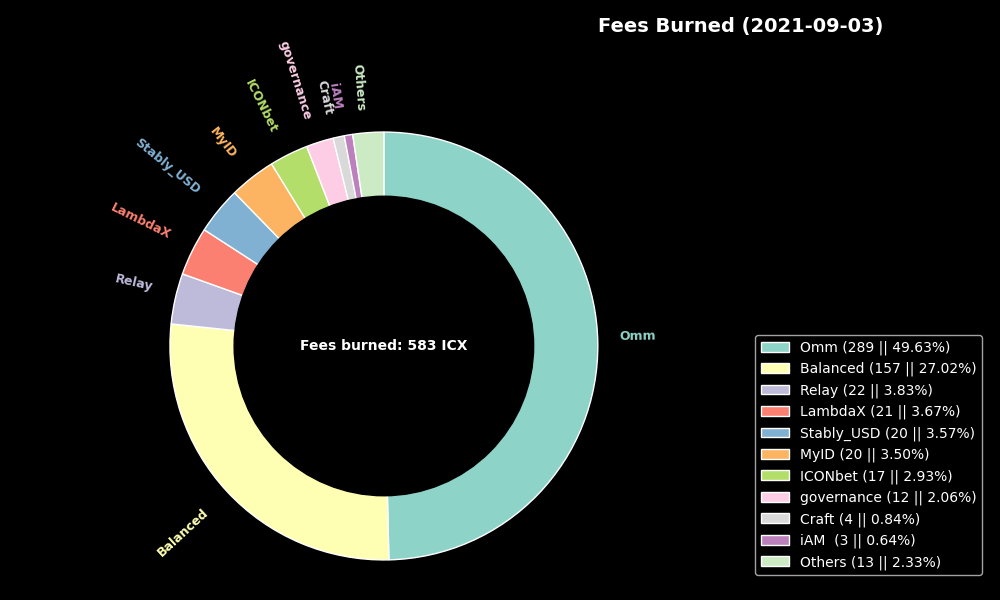 Fees Burned (2021-09-03)
governance
Others
ICONbet
Craft
iAM
MyID
Stably_USD
LambdaX
Relay
Omm
Fees burned: 583 ICX
Balanced
Omm (289 || 49.63%)
Balanced (157 || 27.02%)
Relay (22 || 3.83%)
LambdaX (21 || 3.67%)
Stably_USD (20 || 3.57%)
MyID (20 || 3.50%)
ICONbet (17 || 2.93%)
governance (12 || 2.06%)
Craft (4 || 0.84%)
iAM  (3 || 0.64%)
Others (13 || 2.33%)